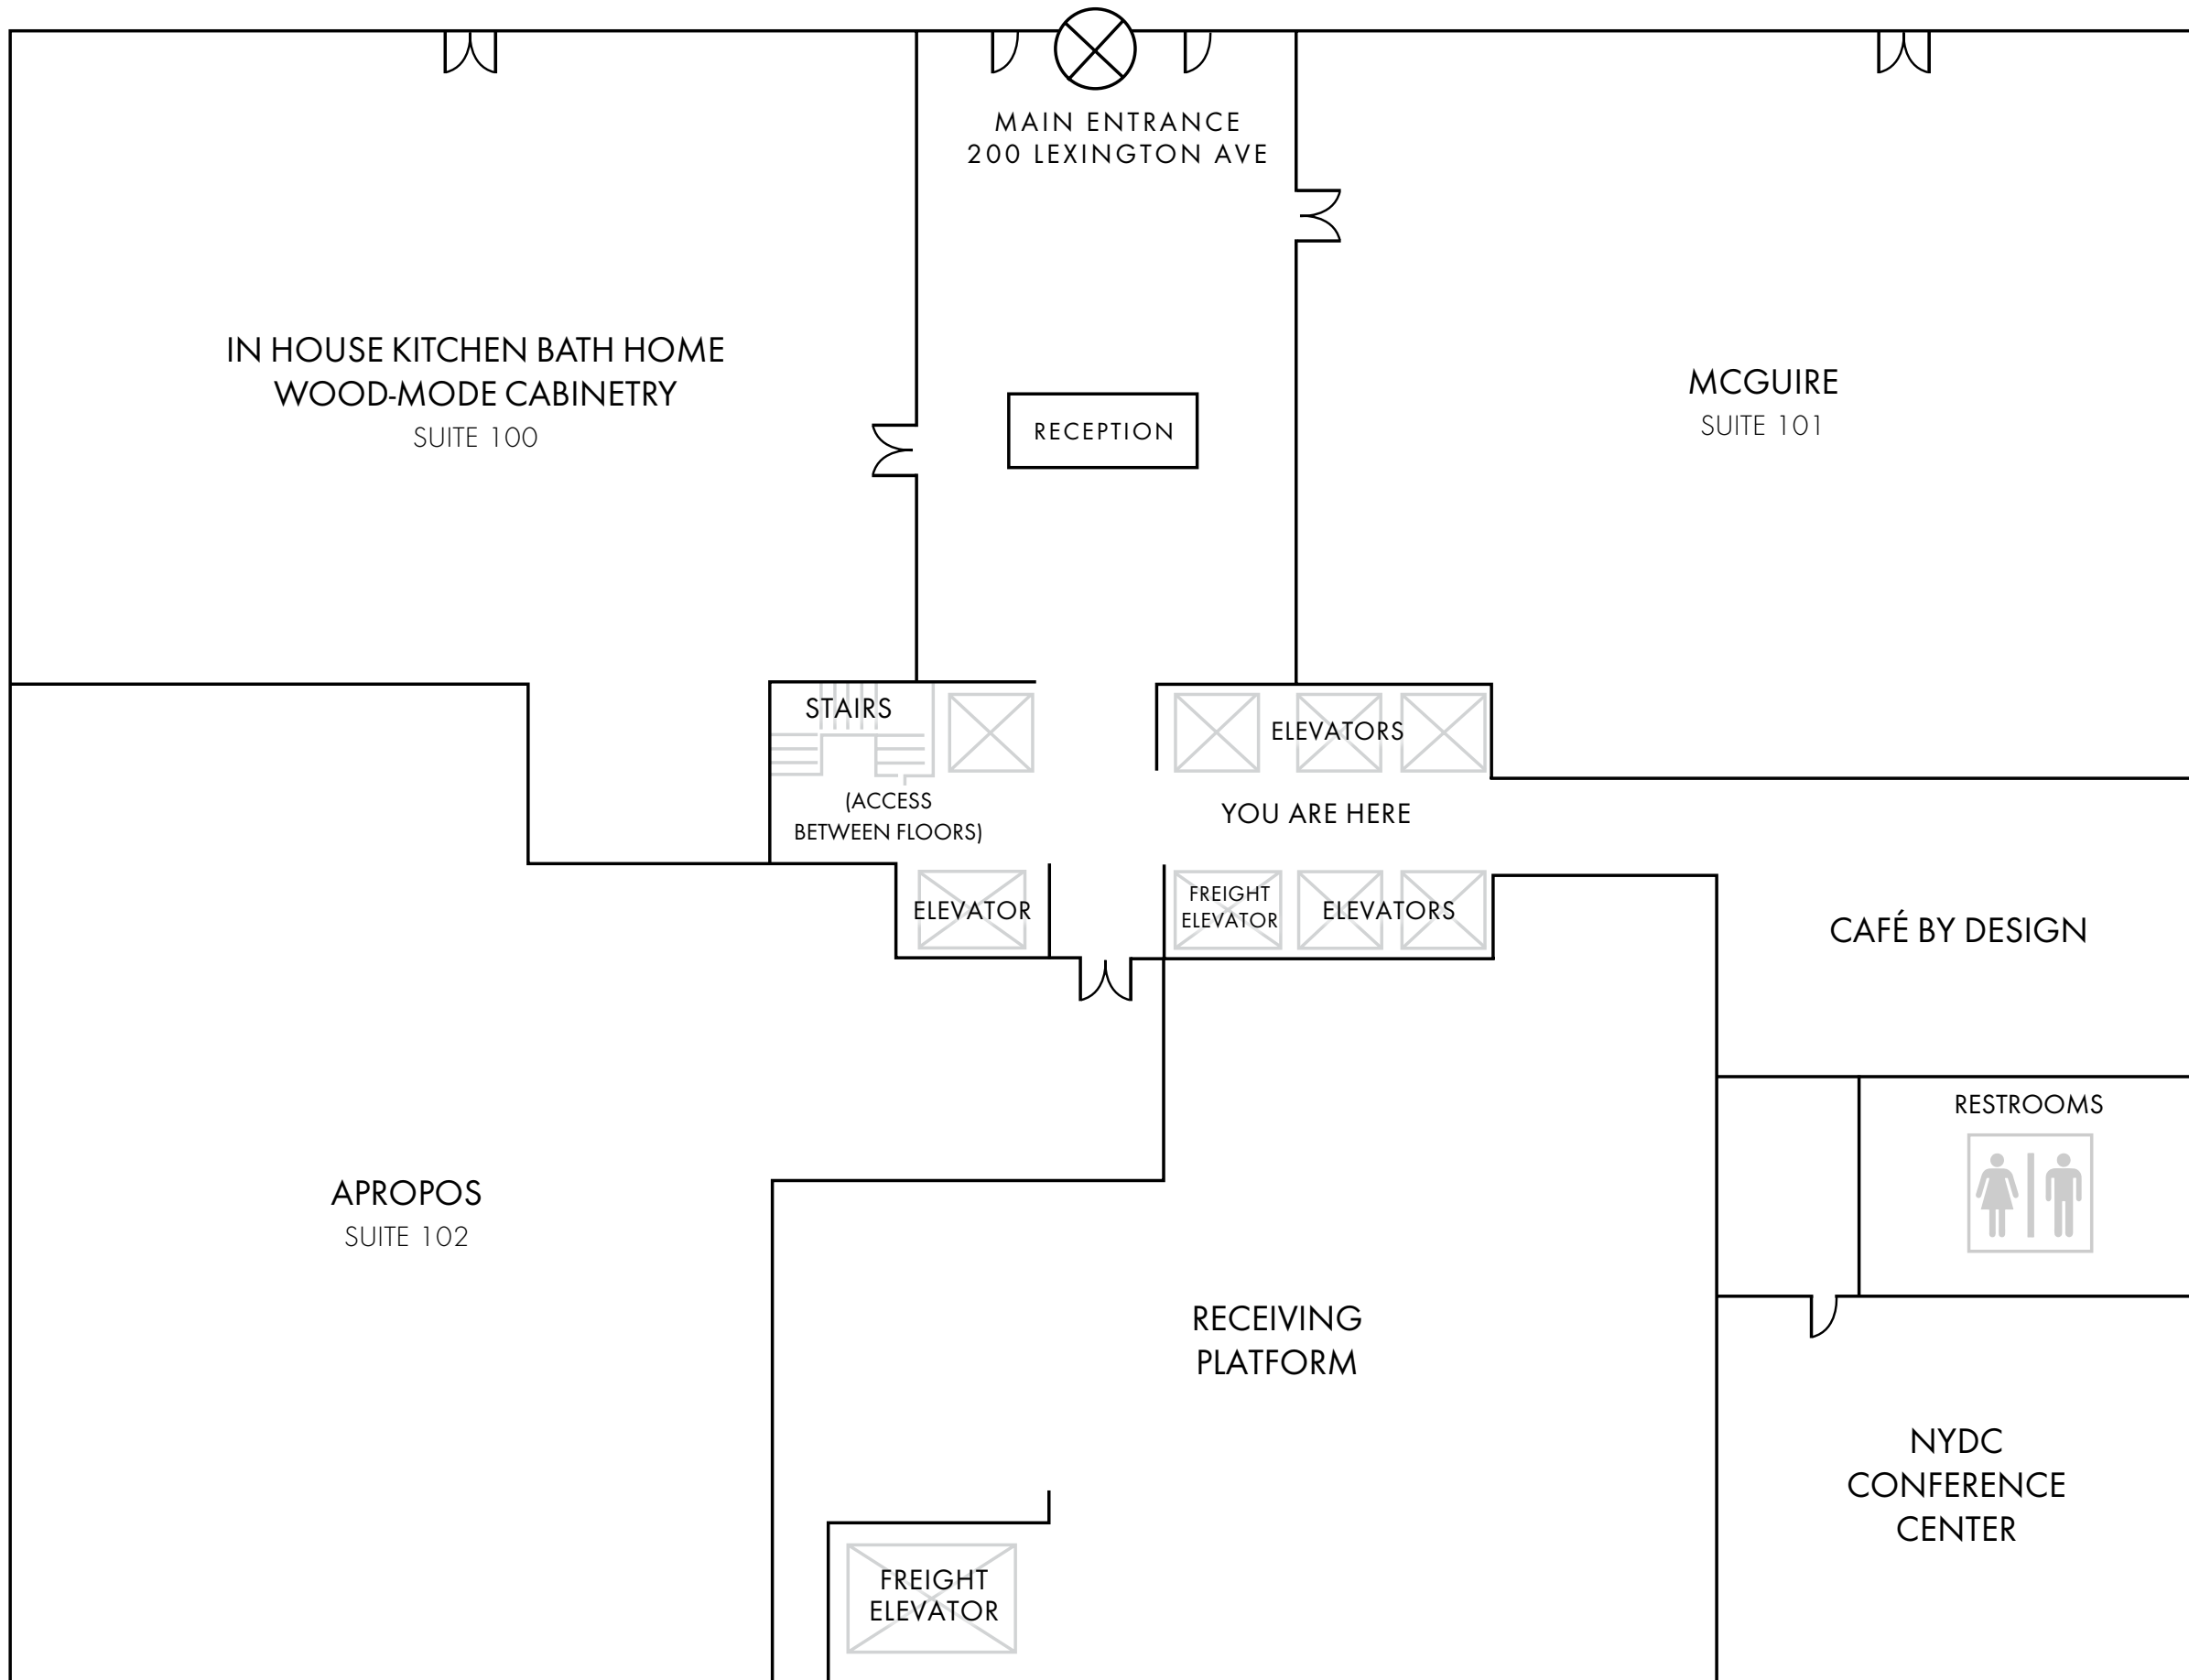 MAIN ENTRANCE
200 LEXINGTON AVE
IN HOUSE KITCHEN BATH HOME
WOOD-MODE CABINETRY
SUITE 100
RECEPTION
MCGUIRE
SUITE 101
STAIRS
ELEVATORS
(ACCESS
BETWEEN FLOORS)
YOU ARE HERE
ELEVATOR
FREIGHT
ELEVATOR
ELEVATORS
CAFÉ BY DESIGN
RESTROOMS
APROPOS
SUITE 102
RECEIVING
PLATFORM
NYDC
CONFERENCE
CENTER
FREIGHT
ELEVATOR